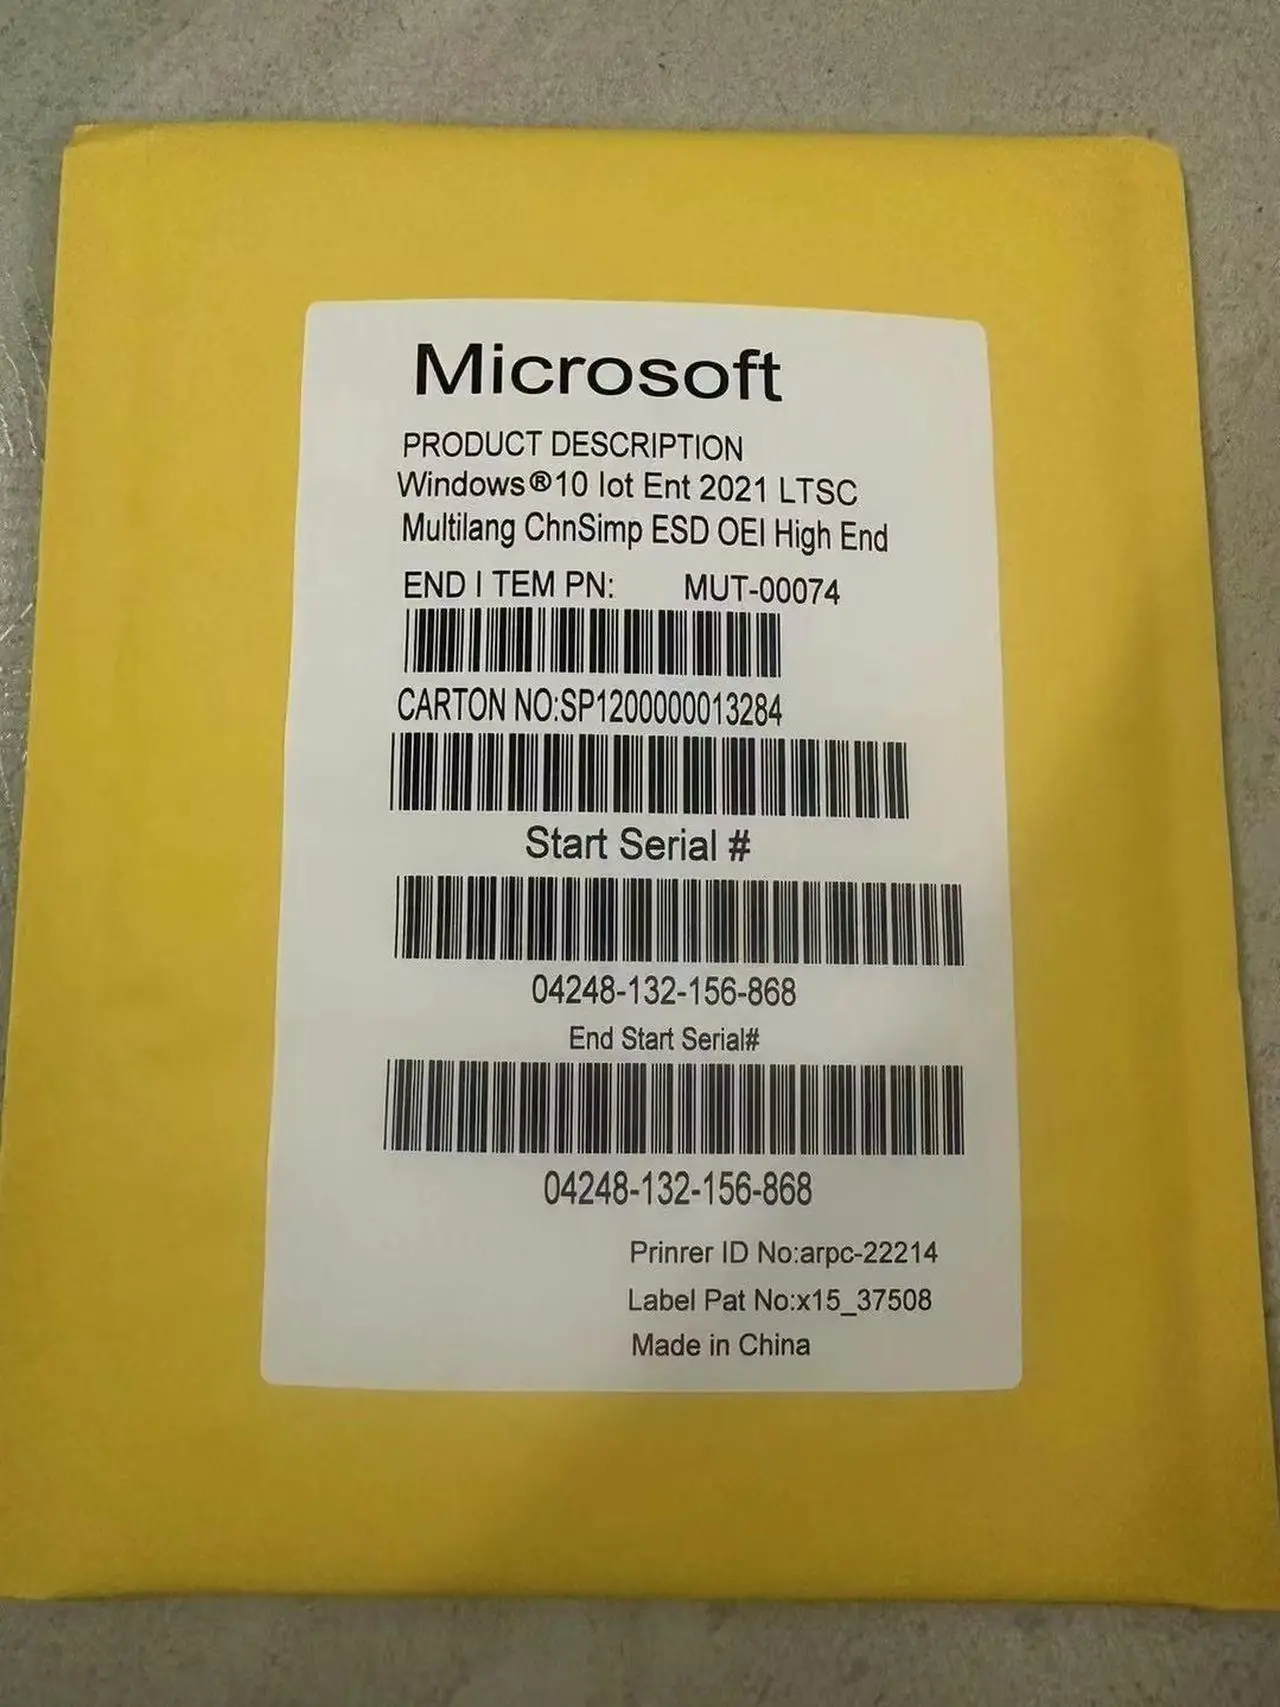 Microsoft
PRODUCT DESCRIPTION
Windows®10 Iot Ent 2021 LTSC
Multilang ChnSimp ESD OEI High End
END I TEM PN: MUT-00074
CARTON NO:SP1200000013284
Start Serial #
04248-132-156-868
End Start Serial#
04248-132-156-868
Prinrer ID No:arpc-22214
Label Pat No:x15_37508
Made in China